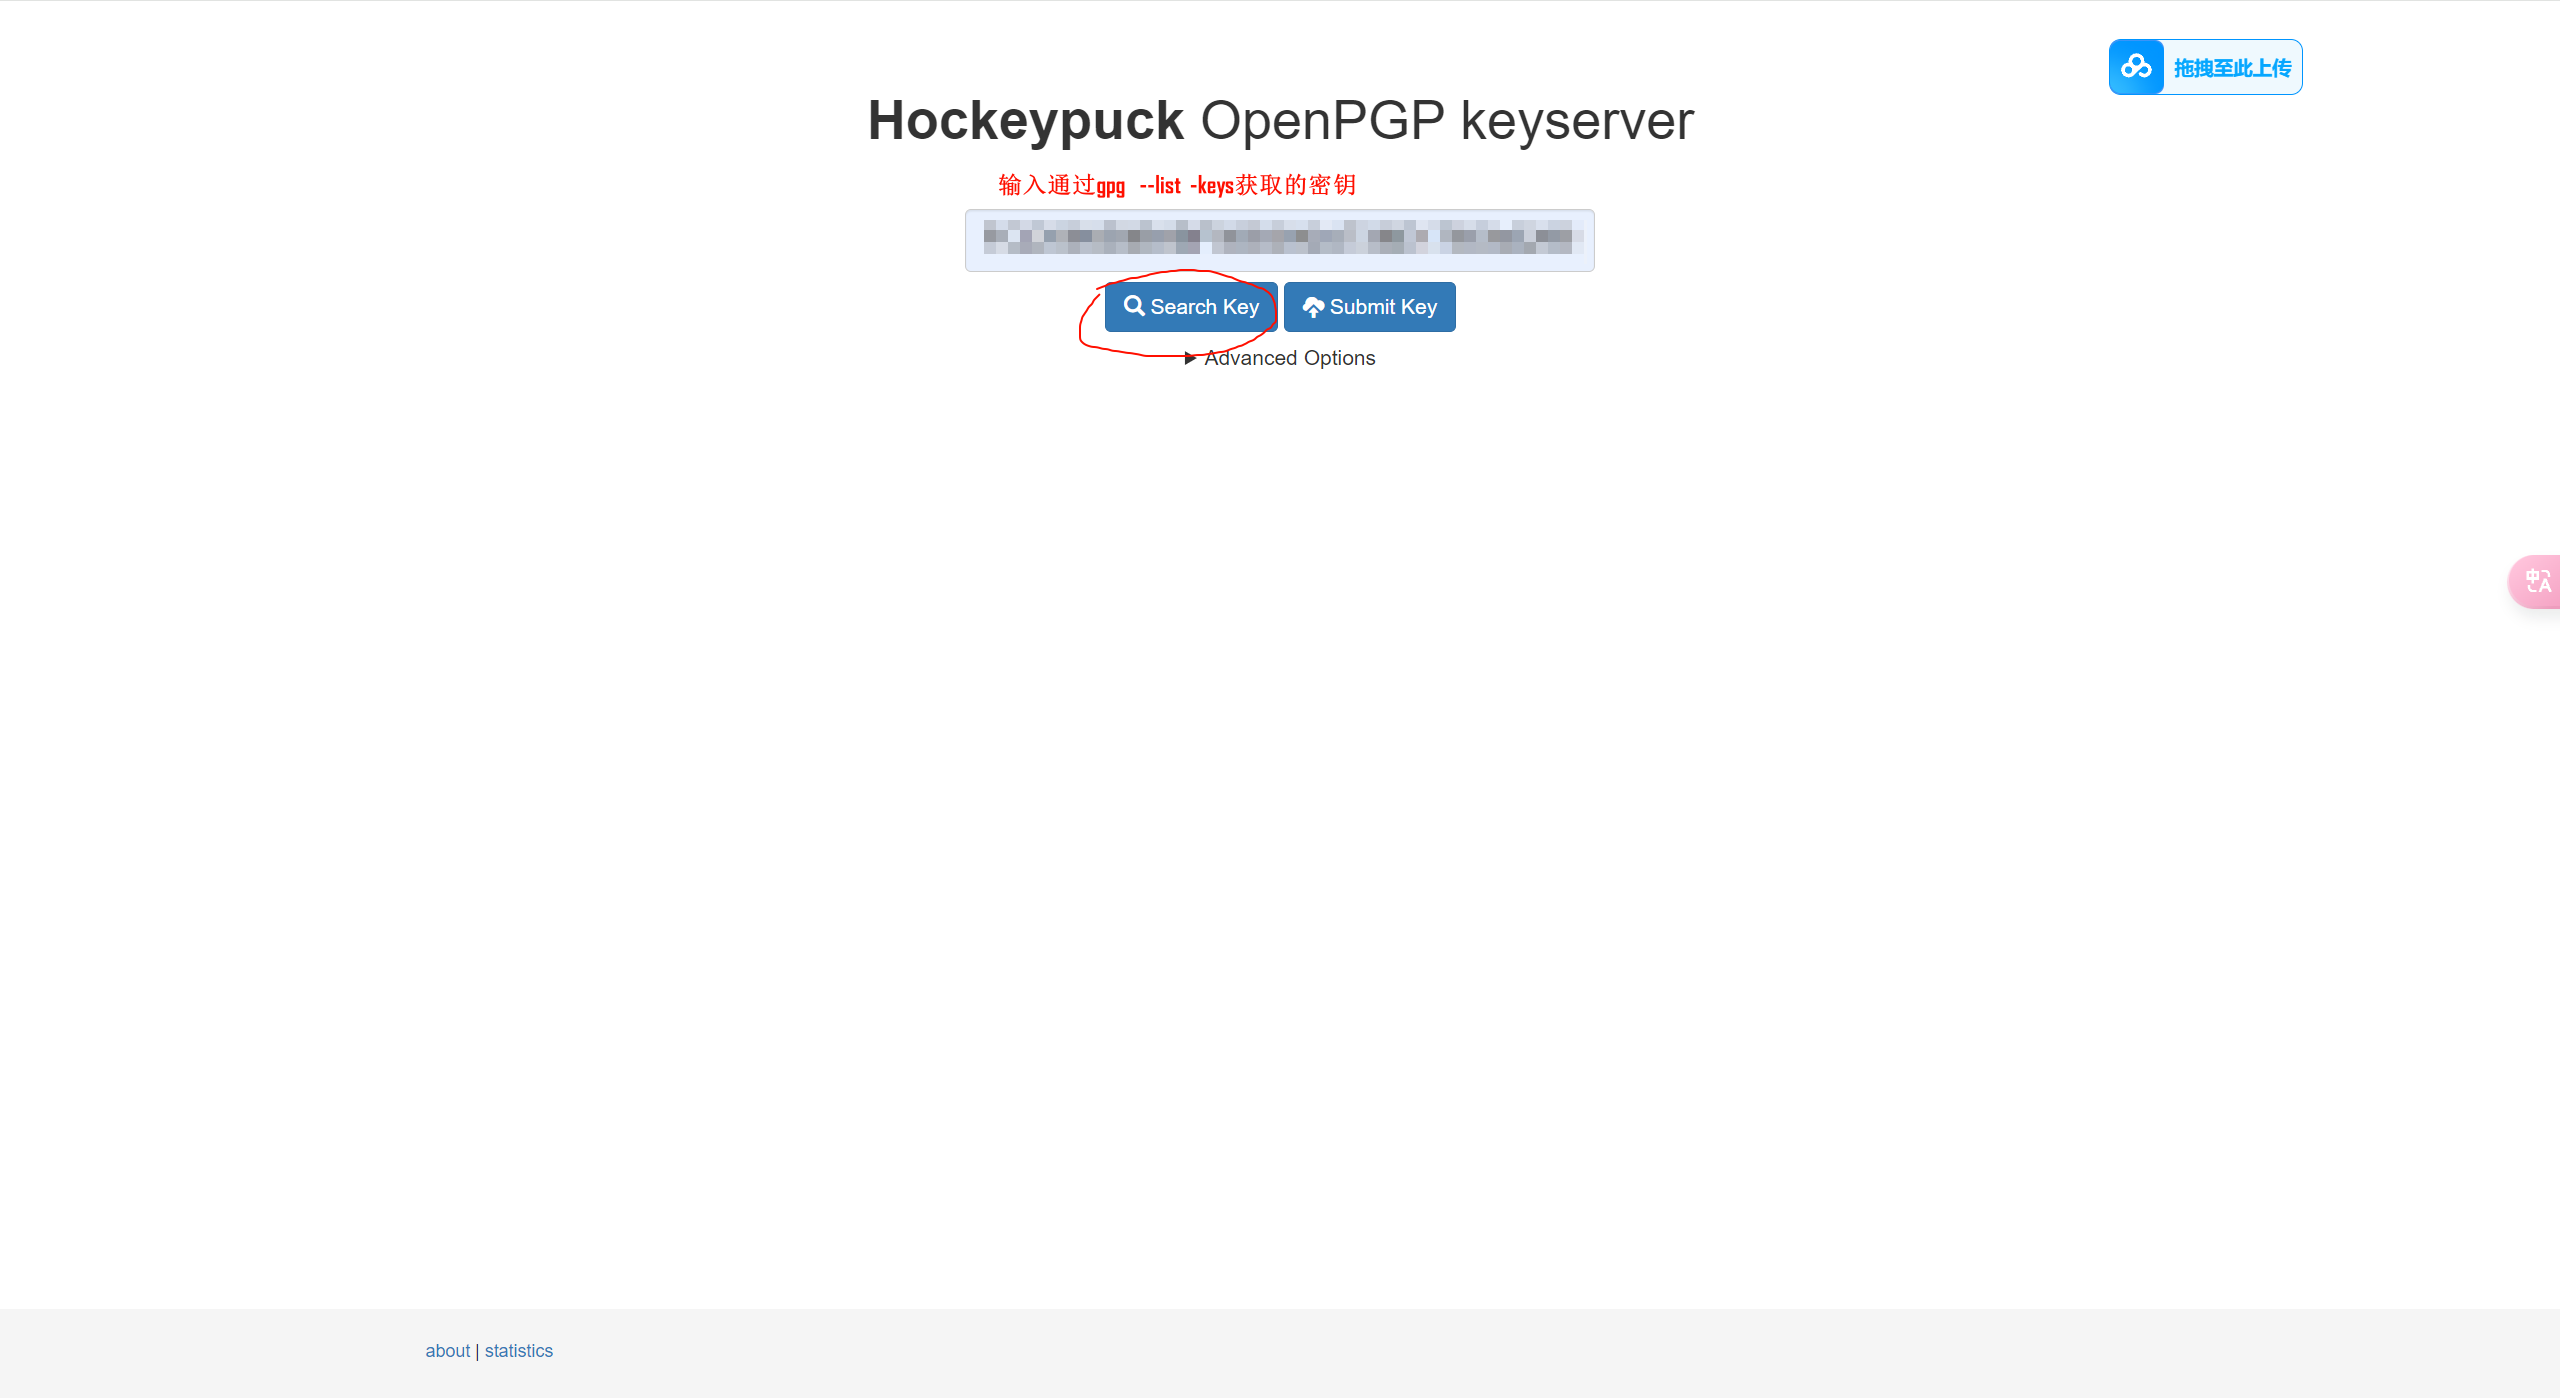 拖拽至此上传
Hockeypuck OpenPGP keyserver
输入通过gpg --list -keys获取的密钥
Search Key
Submit Key
Advanced Options
about | statistics